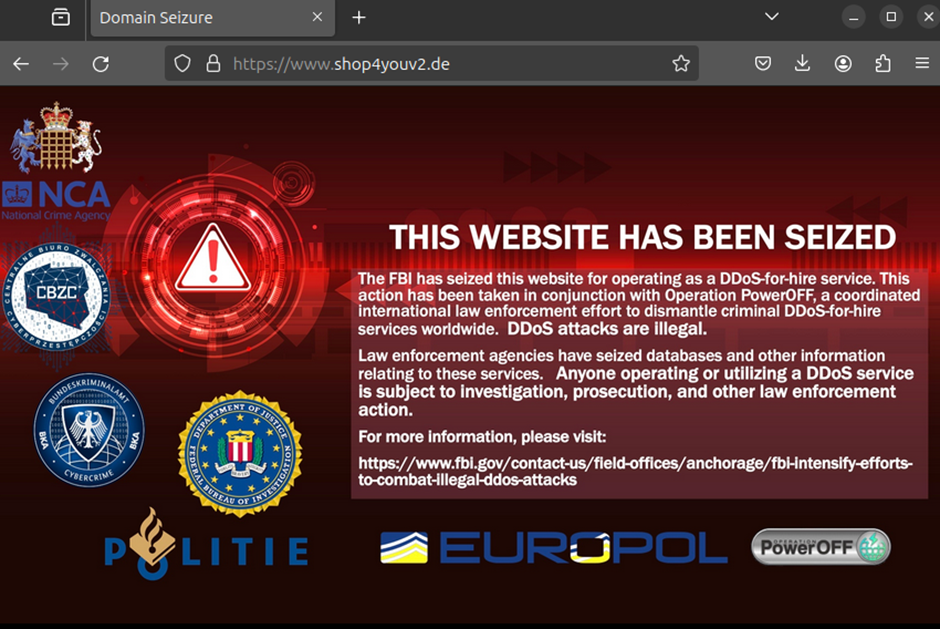 Domain Seizure
https://www.shop4youv2.de
NCA
National Crime Agency
CENTRALNE BIURO ZWALCZANIA
CBZC
CYBERPRZESTĘPCZOŚCI
THIS WEBSITE HAS BEEN SEIZED
The FBI has seized this website for operating as a DDoS-for-hire service. This
action has been taken in conjunction with Operation PowerOFF, a coordinated
international law enforcement effort to dismantle criminal DDoS-for-hire
services worldwide. DDoS attacks are illegal.
Law enforcement agencies have seized databases and other information
relating to these services. Anyone operating or utilizing a DDoS service
is subject to investigation, prosecution, and other law enforcement
action.
For more information, please visit:
https://www.fbi.gov/contact-us/field-offices/anchorage/fbi-intensify-efforts-
to-combat-illegal-ddos-attacks
BUNDESKRIMINALAMT
BKA
BKA
CYBERCRIME
DEPARTMENT OF JUSTICE
FEDERAL BUREAU OF INVESTIGATION
POLITIE
EUROPOL
OPERATION
PowerOFF